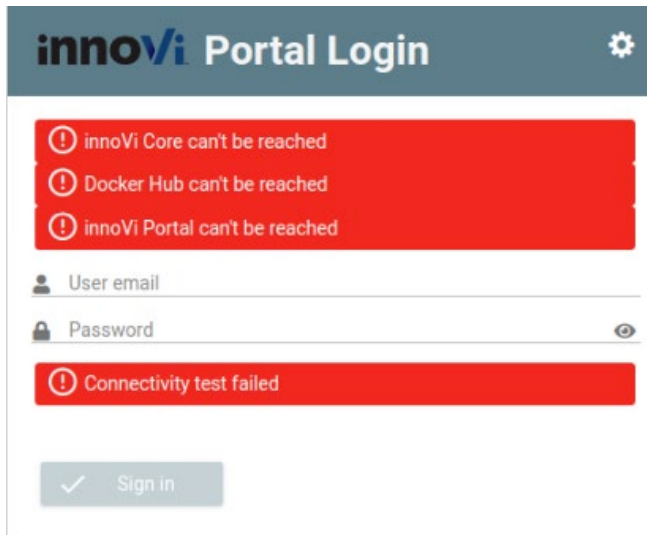 innoVi Portal Login
innoVi Core can't be reached
Docker Hub can't be reached
innoVi Portal can't be reached
User email
Password
Connectivity test failed
Sign in